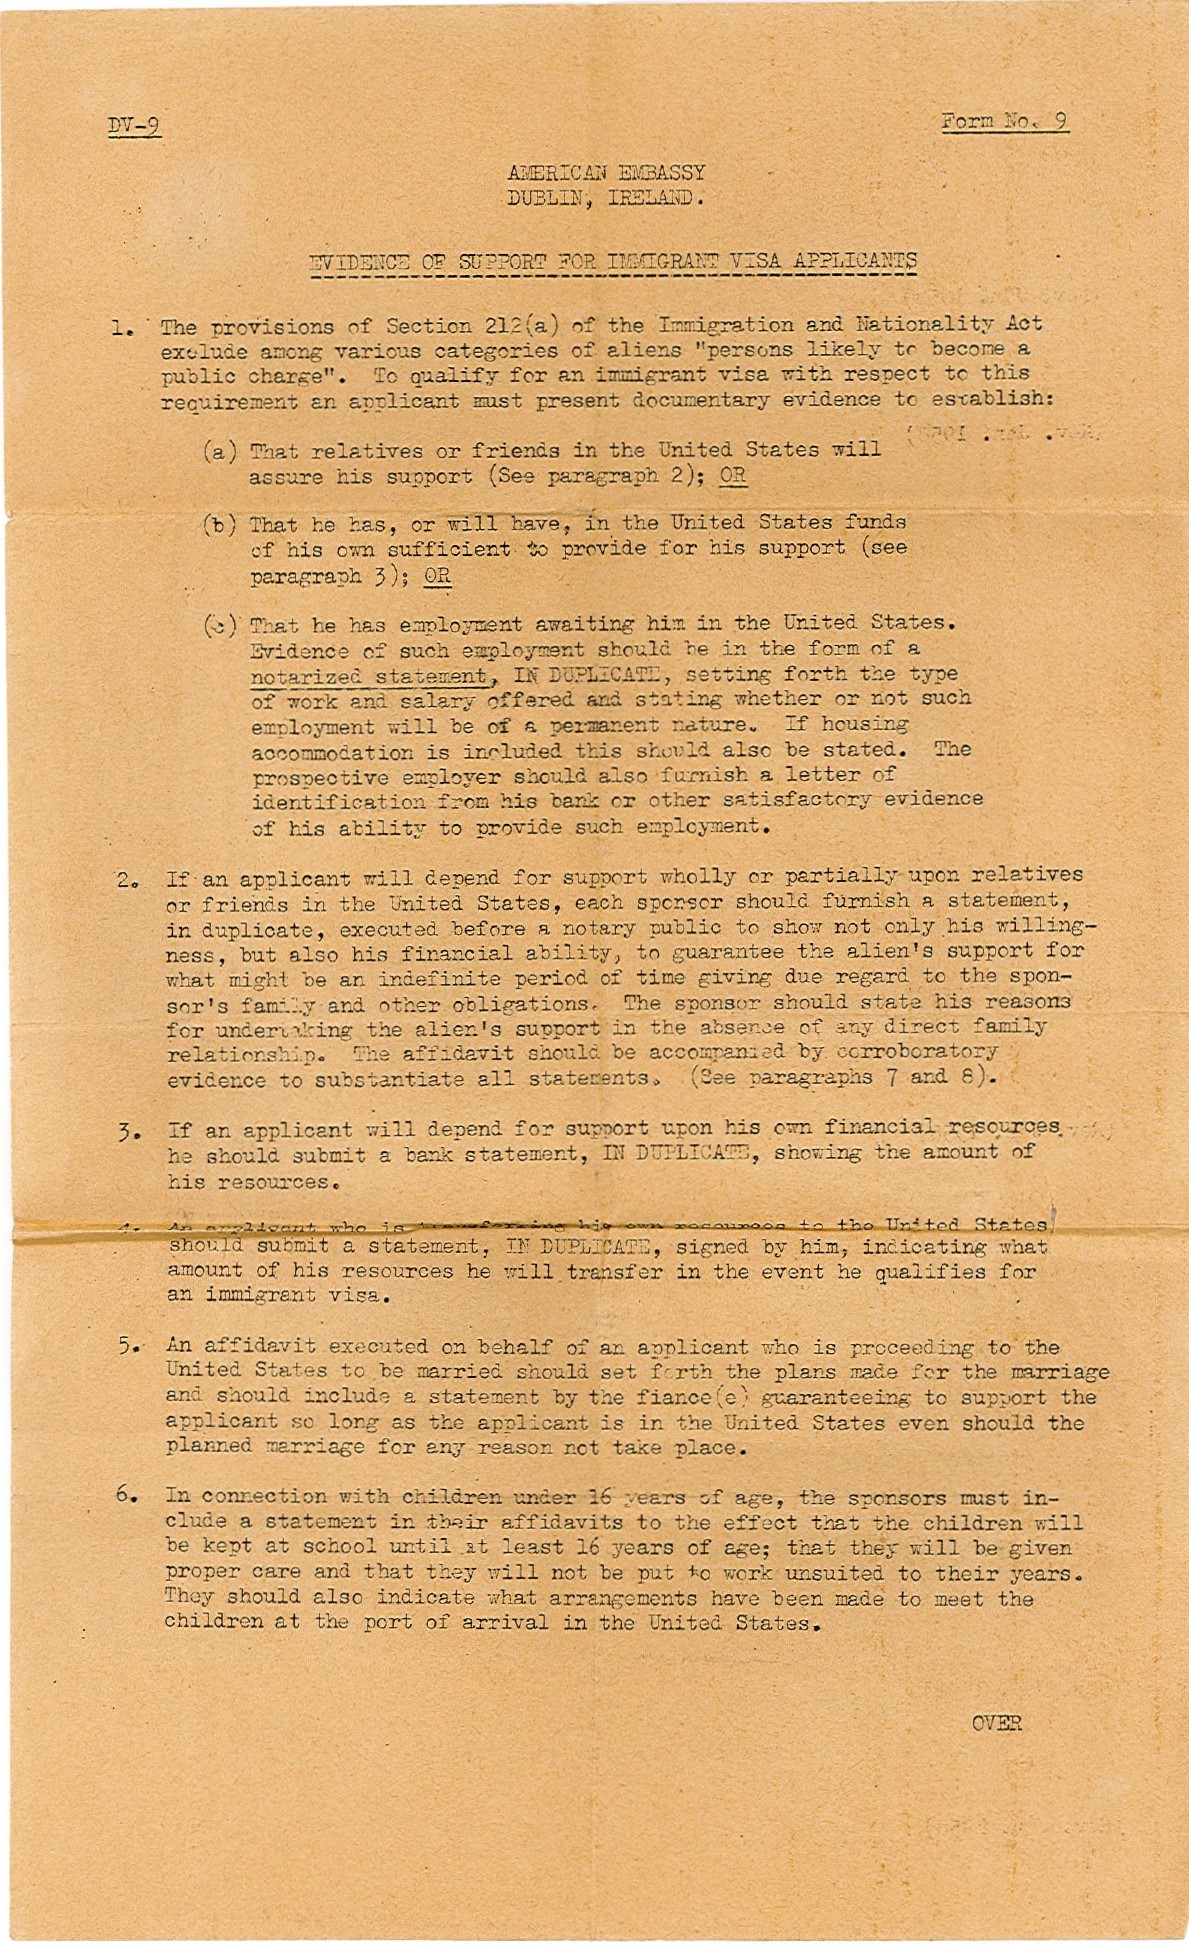 DV-9
Form No. 9
AMERICAN EMBASSY
DUBLIN, IRELAND.
EVIDENCE OF SUPPORT FOR IMMIGRANT VISA APPLICANTS
1. The provisions of Section 212(a) of the Immigration and Nationality Act
exclude among various categories of aliens "persons likely to become a
public charge". To qualify for an immigrant visa with respect to this
requirement an applicant must present documentary evidence to establish:
(a) That relatives or friends in the United States will
assure his support (See paragraph 2); OR
(b) That he has, or will have, in the United States funds
of his own sufficient to provide for his support (see
paragraph 3); OR
(c) That he has employment awaiting him in the United States.
Evidence of such employment should be in the form of a
notarized statement, IN DUPLICATE, setting forth the type
of work and salary offered and stating whether or not such
employment will be of a permanent nature. If housing
accommodation is included this should also be stated. The
prospective employer should also furnish a letter of
identification from his bank or other satisfactory evidence
of his ability to provide such employment.
2. If an applicant will depend for support wholly or partially upon relatives
or friends in the United States, each sponsor should furnish a statement,
in duplicate, executed before a notary public to show not only his willing-
ness, but also his financial ability, to guarantee the alien's support for
what might be an indefinite period of time giving due regard to the spon-
sor's family and other obligations. The sponsor should state his reasons
for undertaking the alien's support in the absence of any direct family
relationship. The affidavit should be accompanied by corroboratory
evidence to substantiate all statements. (See paragraphs 7 and 8).
3. If an applicant will depend for support upon his own financial resources
he should submit a bank statement, IN DUPLICATE, showing the amount of
his resources.
4. An applicant who is transferring his own resources to the United States
should submit a statement, IN DUPLICATE, signed by him, indicating what
amount of his resources he will transfer in the event he qualifies for
an immigrant visa.
5. An affidavit executed on behalf of an applicant who is proceeding to the
United States to be married should set forth the plans made for the marriage
and should include a statement by the fiance(e) guaranteeing to support the
applicant so long as the applicant is in the United States even should the
planned marriage for any reason not take place.
6. In connection with children under 16 years of age, the sponsors must in-
clude a statement in their affidavits to the effect that the children will
be kept at school until at least 16 years of age; that they will be given
proper care and that they will not be put to work unsuited to their years.
They should also indicate what arrangements have been made to meet the
children at the port of arrival in the United States.
OVER